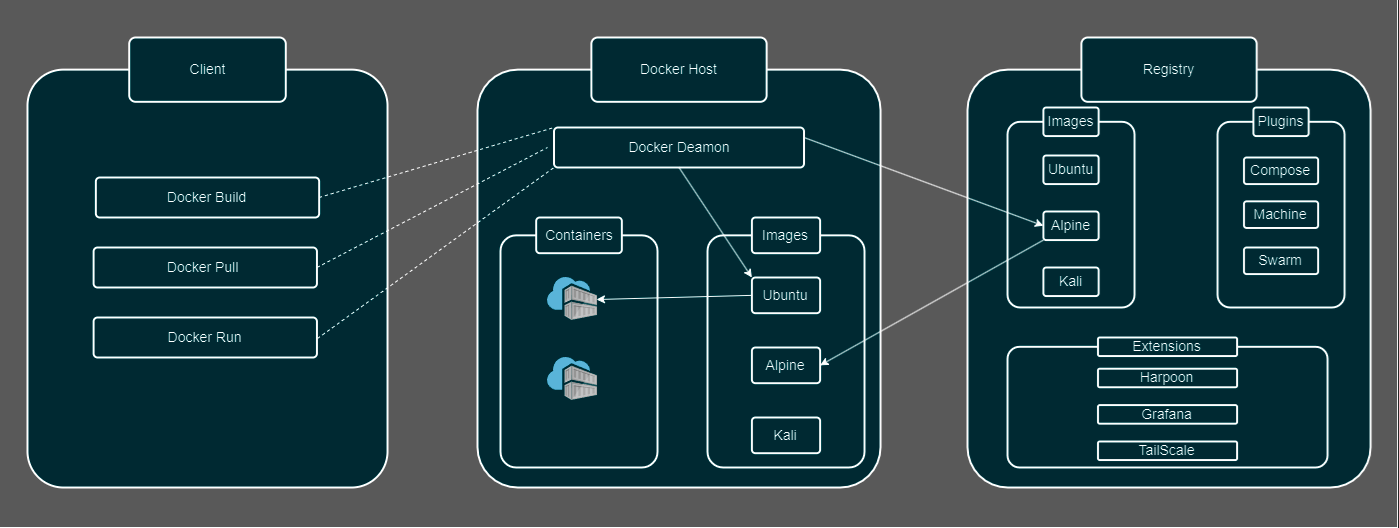 Client
Docker Build
Docker Pull
Docker Run
Docker Host
Docker Deamon
Containers
Images
Ubuntu
Alpine
Kali
Registry
Images
Ubuntu
Alpine
Kali
Plugins
Compose
Machine
Swarm
Extensions
Harpoon
Grafana
TailScale